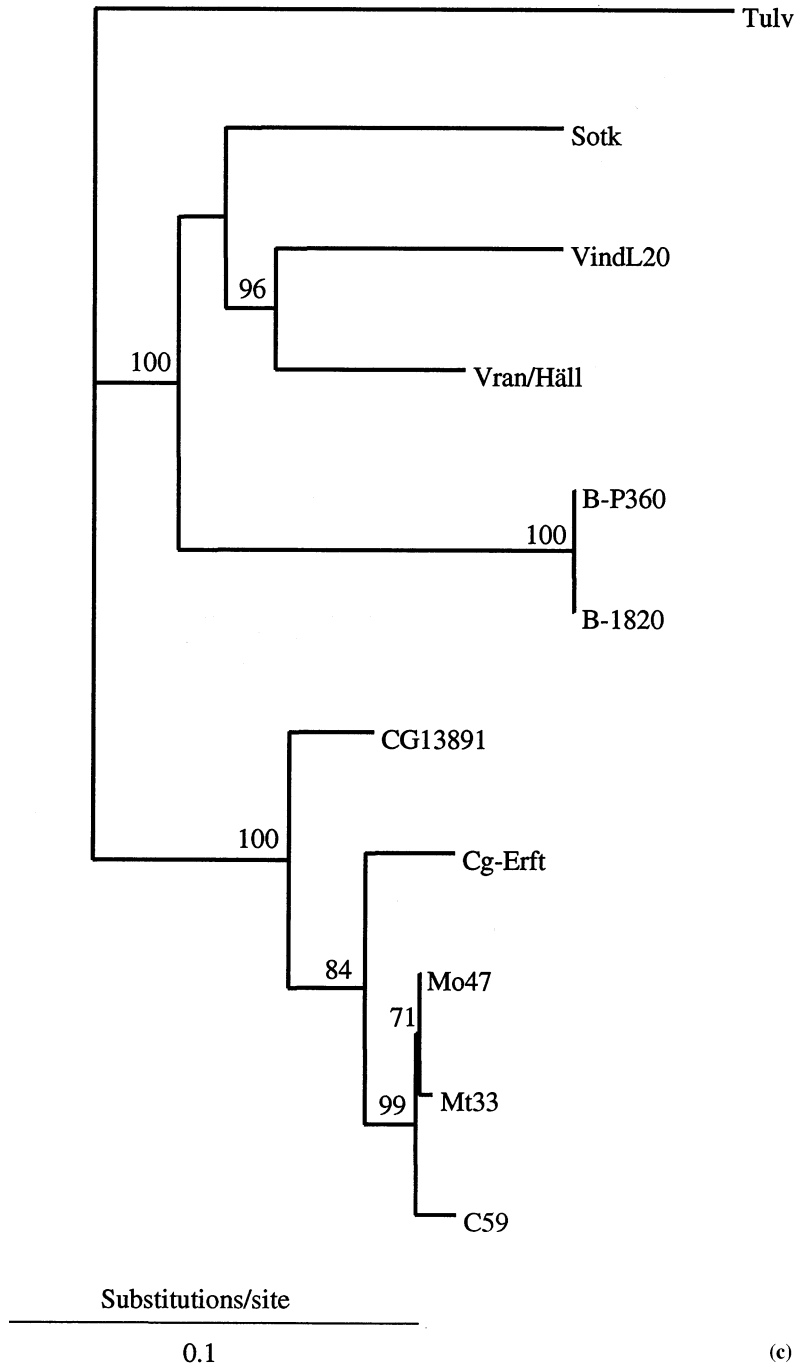 Tulv
Sotk
VindL20
96
100
Vran/Häll
B-P360
100
B-1820
CG13891
100
Cg-Erft
84
Mo47
71
99
Mt33
C59
Substitutions/site
0.1
(c)